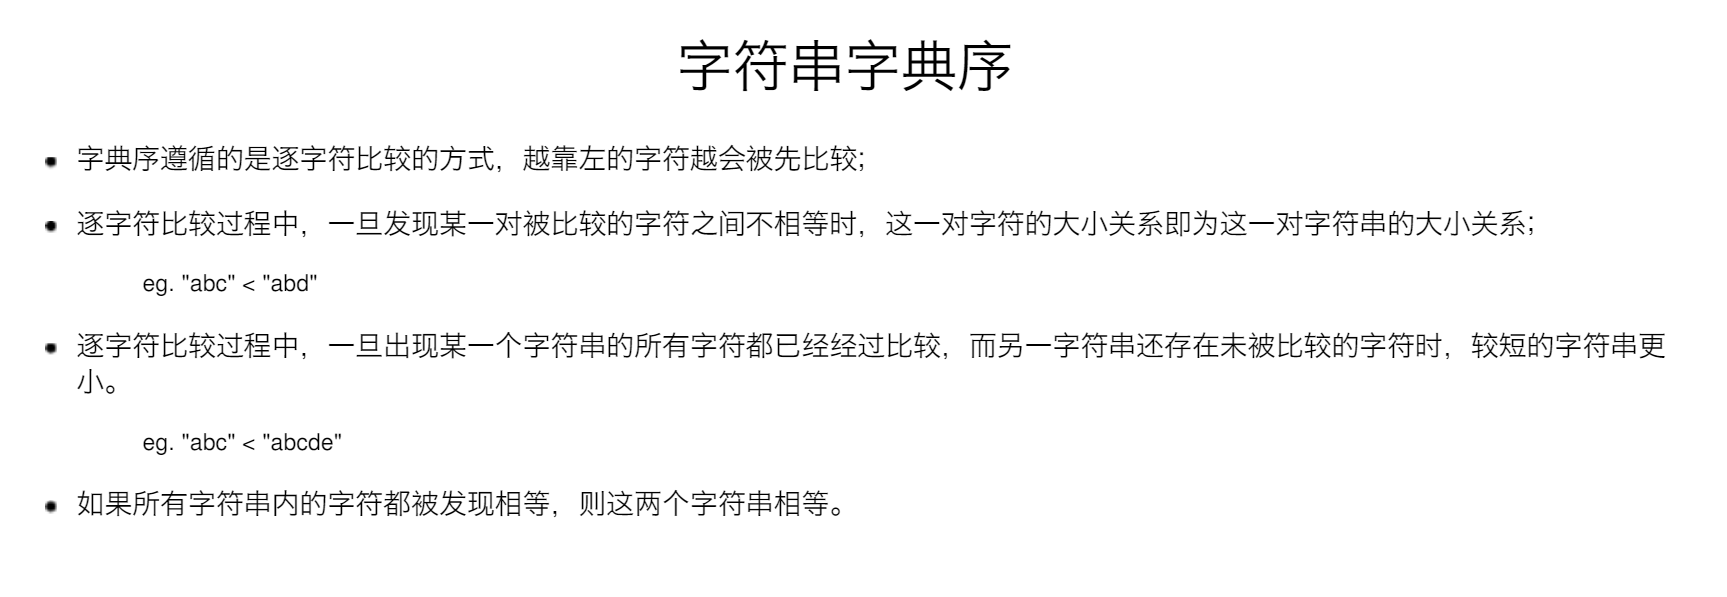 字符串字典序
字典序遵循的是逐字符比较的方式，越靠左的字符越会被先比较;
逐字符比较过程中，一旦发现某一对被比较的字符之间不相等时，这一对字符的大小关系即为这一对字符串的大小关系;
eg. "abc" < "abd"
逐字符比较过程中，一旦出现某一个字符串的所有字符都已经经过比较，而另一字符串还存在未被比较的字符时，较短的字符串更
小。
eg. "abc" < "abcde"
如果所有字符串内的字符都被发现相等，则这两个字符串相等。